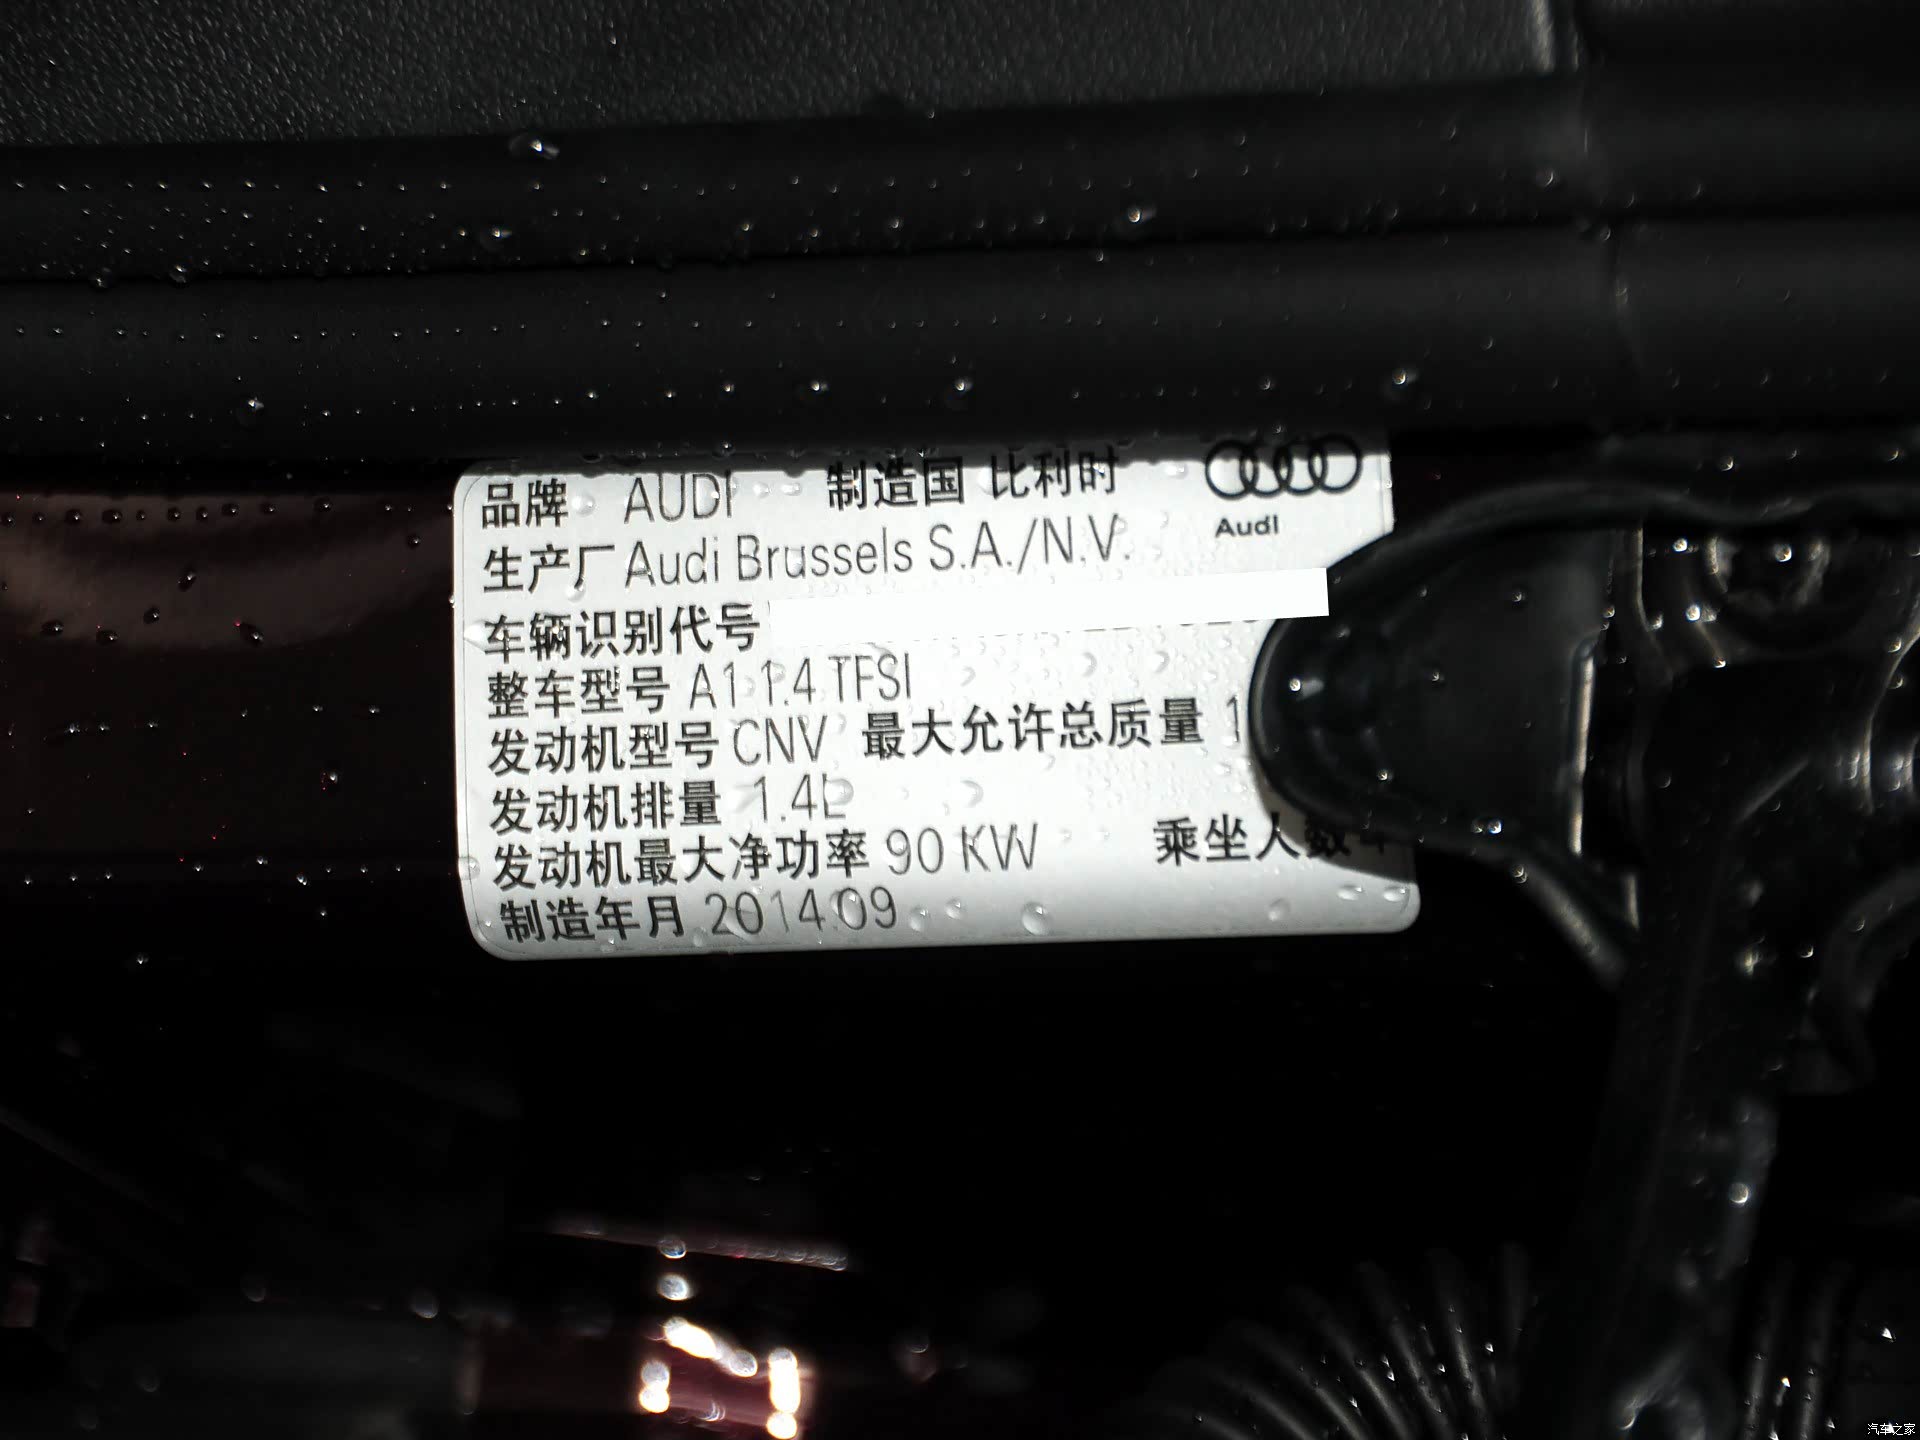 品牌 AUDI 制造国 比利时
Audi
生产厂 Audi Brussels S.A./N.V.
车辆识别代号
整车型号 A1 1.4 TFSI
发动机型号 CNV 最大允许总质量 1
发动机排量 1.4L
发动机最大净功率 90 KW 乘坐人数 4
制造年月 2014.09
汽车之家